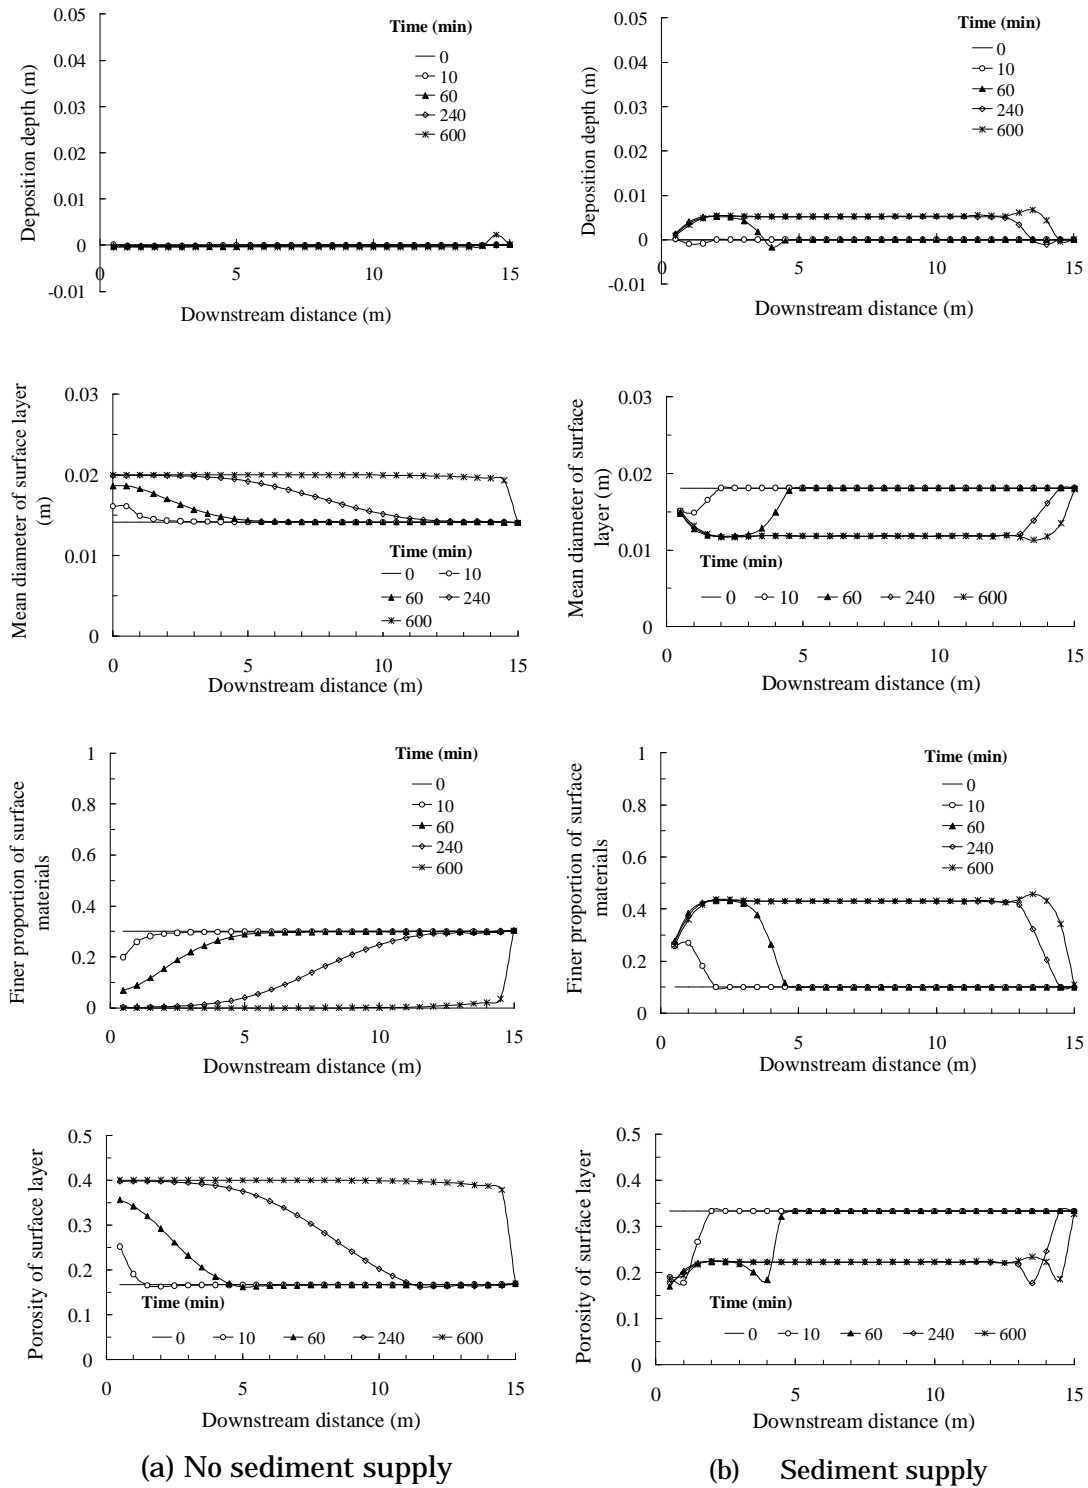 0.05
0.04
0.03
0.02
0.01
0
-0.01
Deposition depth (m)
Time (min)
0
10
60
240
600
0 5 10 15
Downstream distance (m)
0.05
0.04
0.03
0.02
0.01
0
-0.01
Deposition depth (m)
Time (min)
0
10
60
240
600
0 5 10 15
Downstream distance (m)
0.03
0.02
0.01
0
Mean diameter of surface layer
(m)
Time (min)
0 10
60 240
600
0 5 10 15
Downstream distance (m)
0.03
0.02
0.01
0
Mean diameter of surface
layer (m)
Time (min)
0 10 60 240 600
0 5 10 15
Downstream distance (m)
1
0.8
0.6
0.4
0.2
0
Finer proportion of surface
materials
Time (min)
0
10
60
240
600
0 5 10 15
Downstream distance (m)
1
0.8
0.6
0.4
0.2
0
Finer proportion of surface
materials
Time (min)
0
10
60
240
600
0 5 10 15
Downstream distance (m)
0.5
0.4
0.3
0.2
0.1
0
Porosity of surface layer
Time (min)
0 10 60 240 600
0 5 10 15
Downstream distance (m)
0.5
0.4
0.3
0.2
0.1
0
Porosity of surface layer
Time (min)
0 10 60 240 600
0 5 10 15
Downstream distance (m)
(a) No sediment supply
(b) Sediment supply